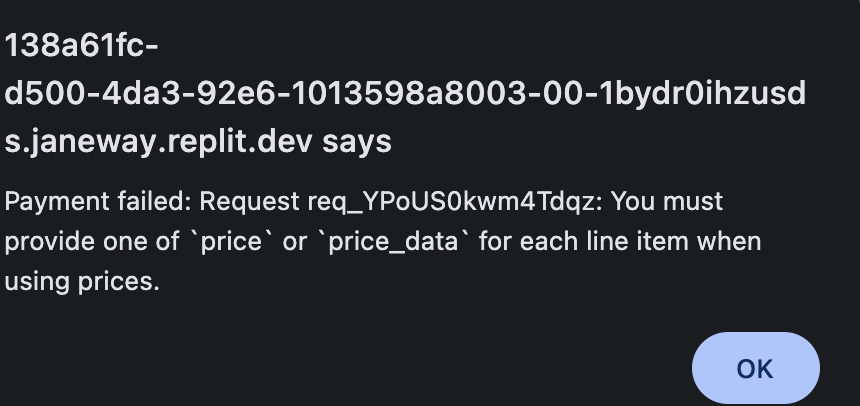 138a61fc-
d500-4da3-92e6-1013598a8003-00-1bydr0ihzusd
s.janeway.replit.dev says
Payment failed: Request req_YPoUS0kwm4Tdqz: You must
provide one of `price` or `price_data` for each line item when
using prices.
OK